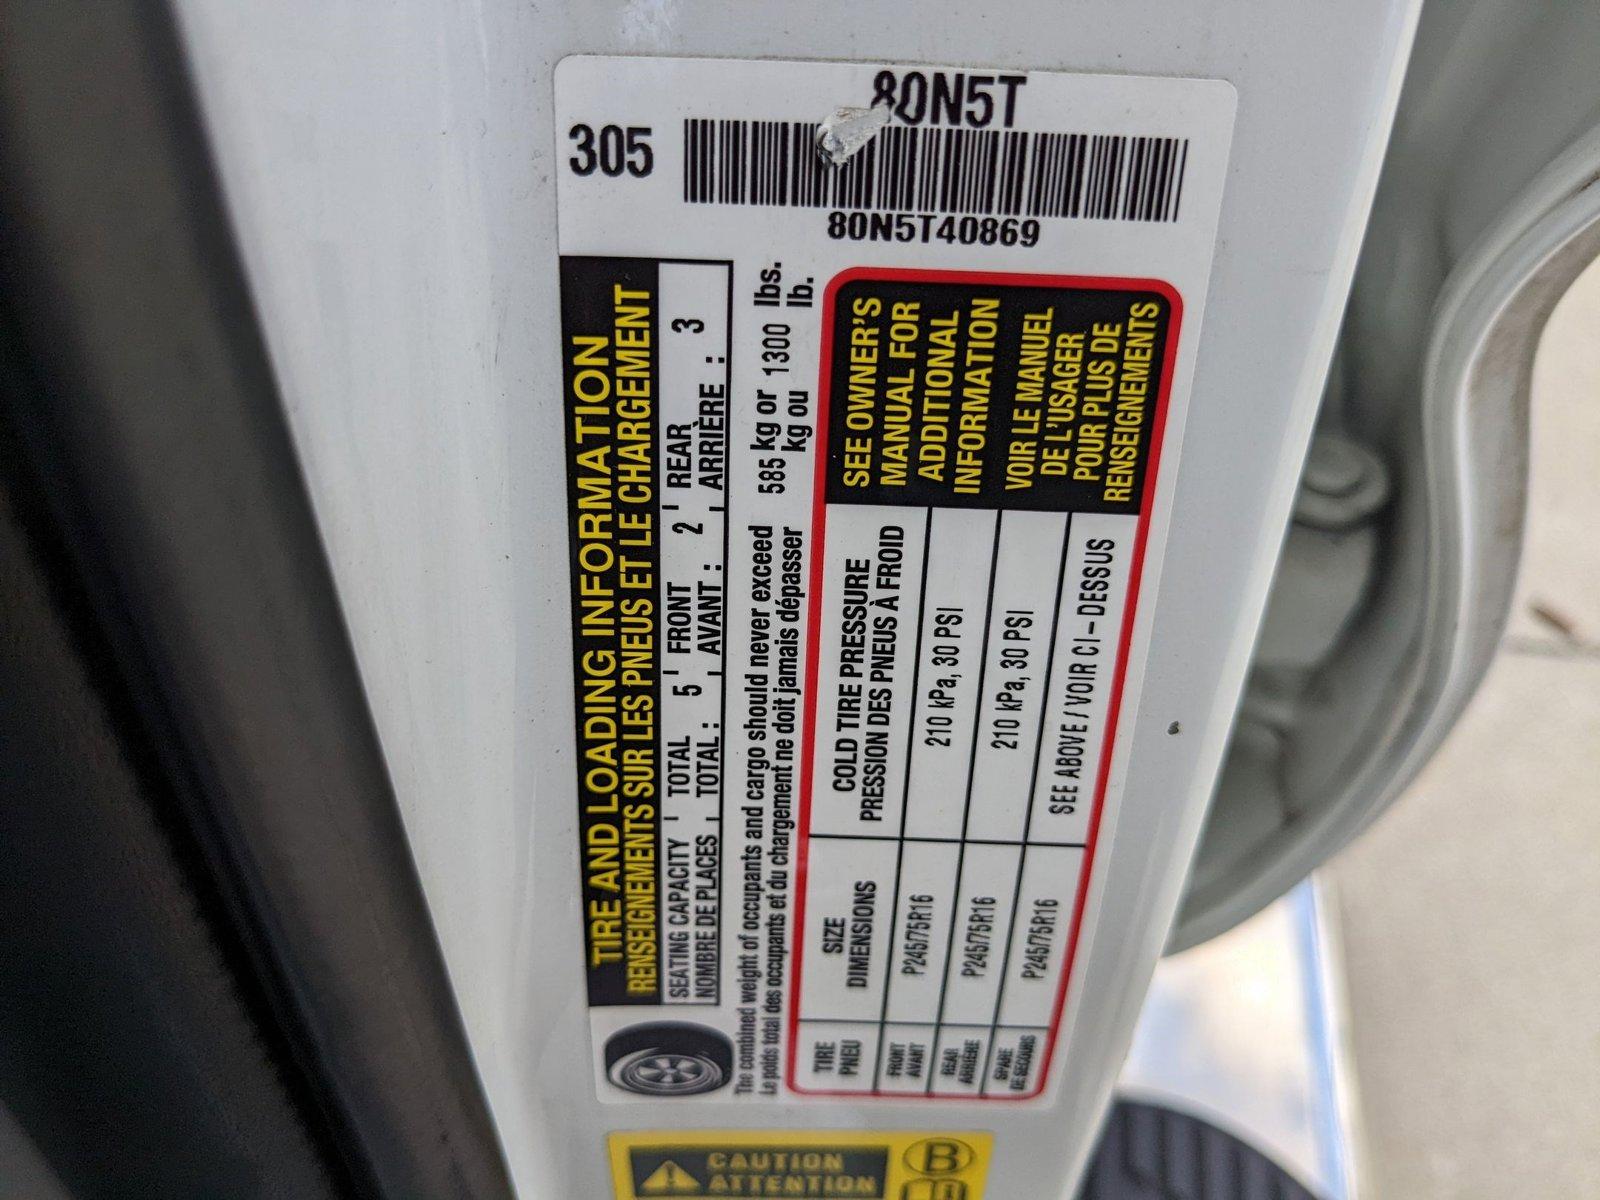 80N5T
305
80N5T40869
TIRE AND LOADING INFORMATION
RENSEIGNEMENTS SUR LES PNEUS ET LE CHARGEMENT
SEATING CAPACITY TOTAL 5 FRONT 2 REAR 3
NOMBRE DE PLACES TOTAL : AVANT : ARRIÈRE :
The combined weight of occupants and cargo should never exceed 585 kg or 1300 lbs.
Le poids total des occupants et du chargement ne doit jamais dépasser kg ou lb.
TIRE SIZE COLD TIRE PRESSURE
PNEU DIMENSIONS PRESSION DES PNEUS À FROID
FRONT P245/75R16 210 kPa, 30 PSI
AVANT
REAR P245/75R16 210 kPa, 30 PSI
ARRIÈRE
SPARE P245/75R16 SEE ABOVE / VOIR CI-DESSUS
DE SECOURS
SEE OWNER'S
MANUAL FOR
ADDITIONAL
INFORMATION
VOIR LE MANUEL
DE L'USAGER
POUR PLUS DE
RENSEIGNEMENTS
CAUTION
ATTENTION
B